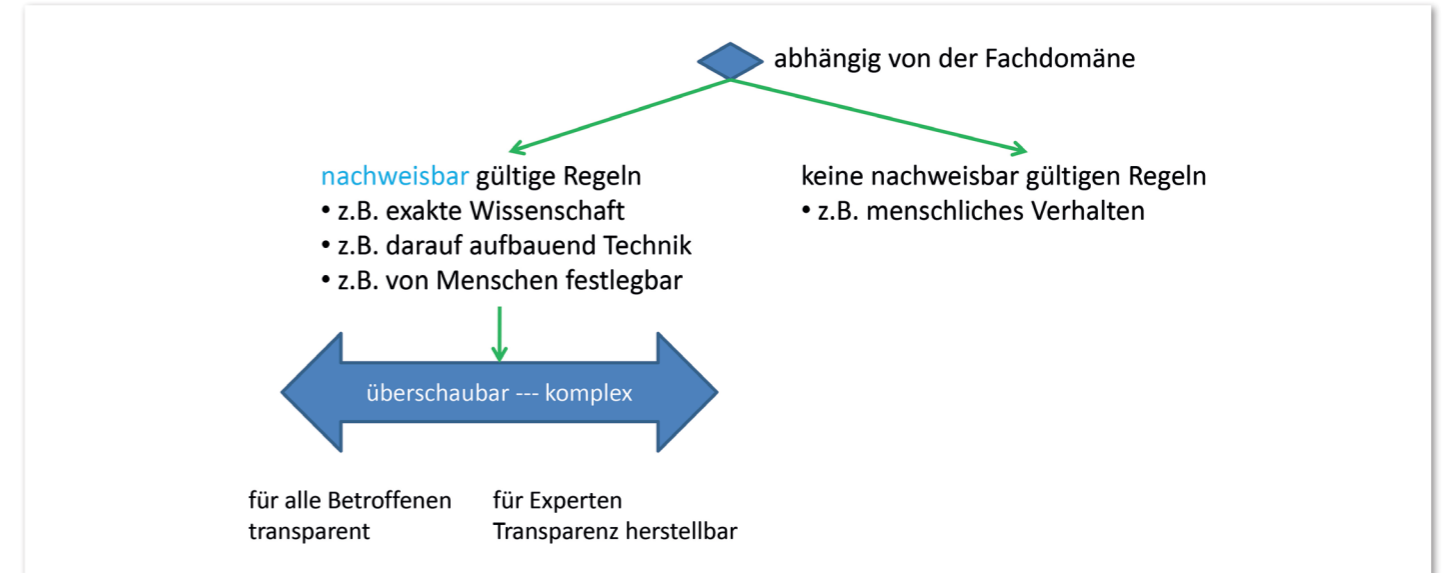 abhängig von der Fachdomäne
nachweisbar gültige Regeln
• z.B. exakte Wissenschaft
• z.B. darauf aufbauend Technik
• z.B. von Menschen festlegbar
keine nachweisbar gültigen Regeln
• z.B. menschliches Verhalten
überschaubar --- komplex
für alle Betroffenen
transparent
für Experten
Transparenz herstellbar